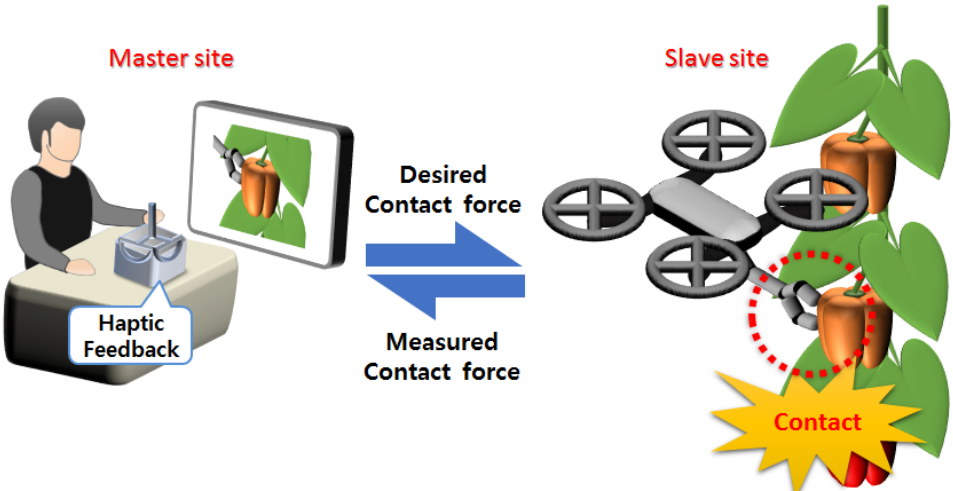 Master site
Slave site
Desired
Contact force
Haptic
Feedback
Measured
Contact force
Contact